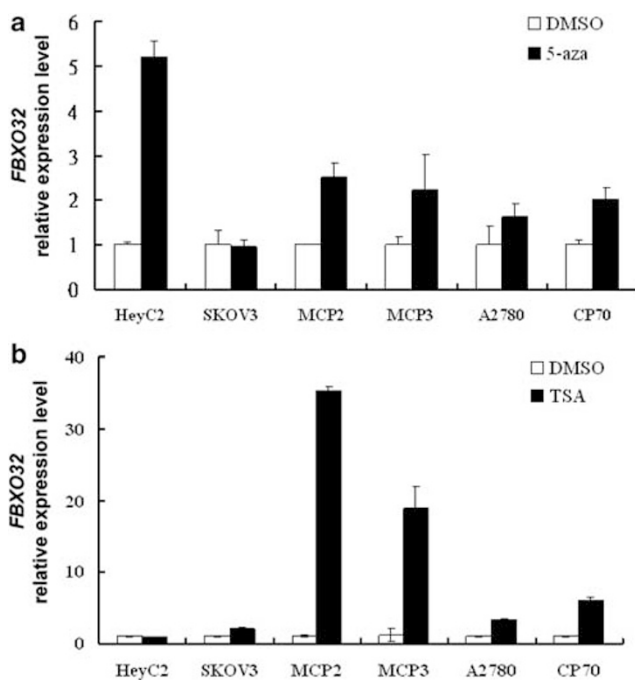 a
DMSO
5-aza
FBXO32
relative expression level
6
5
4
3
2
1
0
HeyC2 SKOV3 MCP2 MCP3 A2780 CP70
b
DMSO
TSA
FBXO32
relative expression level
40
30
20
10
0
HeyC2 SKOV3 MCP2 MCP3 A2780 CP70